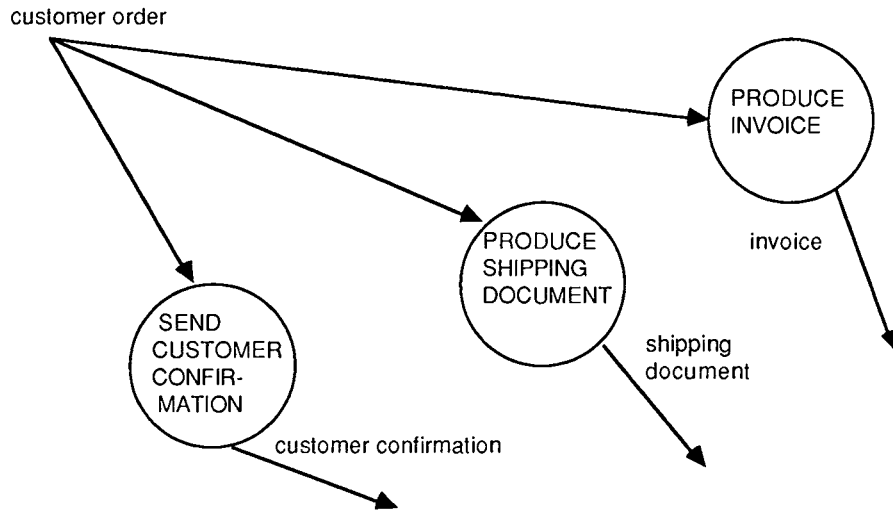 customer order
PRODUCE
INVOICE
invoice
PRODUCE
SHIPPING
DOCUMENT
shipping
document
SEND
CUSTOMER
CONFIR-
MATION
customer confirmation